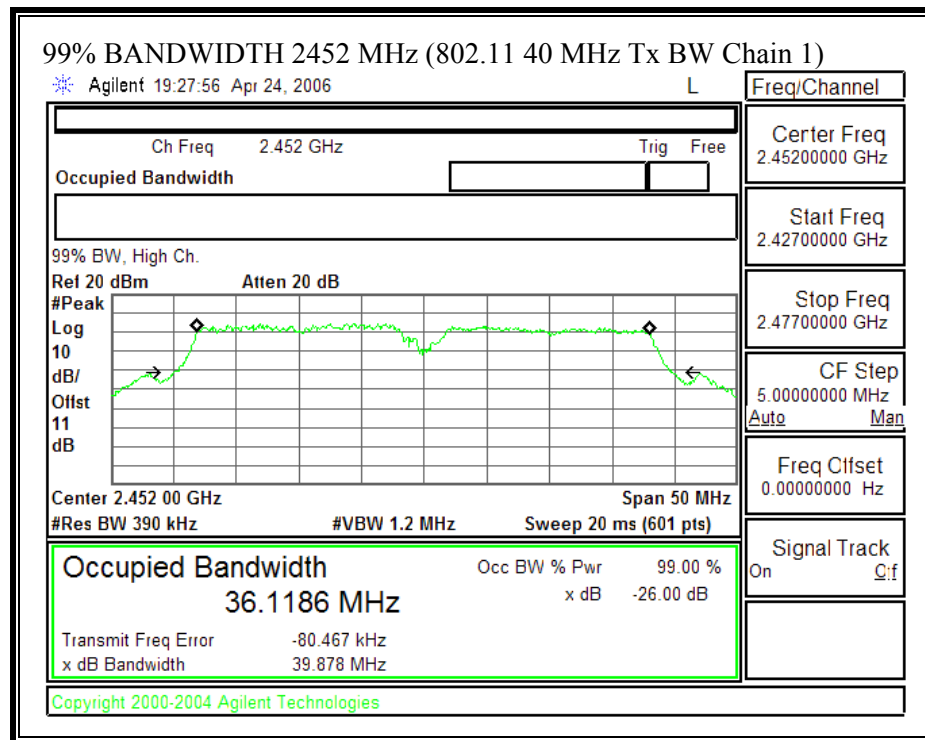 99% BANDWIDTH 2452 MHz (802.11 40 MHz Tx BW Chain 1)
Agilent 19:27:56 Apr 24, 2006 L
Freq/Channel
Ch Freq 2.452 GHz Trig Free
Occupied Bandwidth
Center Freq
2.45200000 GHz
Start Freq
2.42700000 GHz
Stop Freq
2.47700000 GHz
CF Step
5.00000000 MHz
Auto Man
Freq Offset
0.00000000 Hz
Signal Track
On Off
99% BW, High Ch.
Ref 20 dBm Atten 20 dB
#Peak
Log
10
dB/
Offst
11
dB
Center 2.452 00 GHz Span 50 MHz
#Res BW 390 kHz #VBW 1.2 MHz Sweep 20 ms (601 pts)
Occupied Bandwidth
36.1186 MHz
Occ BW % Pwr 99.00 %
x dB -26.00 dB
Transmit Freq Error -80.467 kHz
x dB Bandwidth 39.878 MHz
Copyright 2000-2004 Agilent Technologies